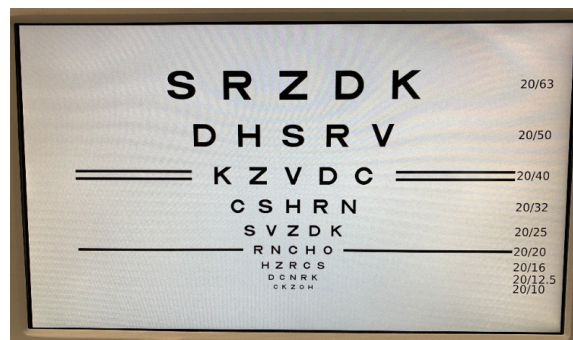 S R Z D K 20/63
D H S R V 20/50
K Z V D C 20/40
C S H R N 20/32
S V Z D K 20/25
R N C H O 20/20
H Z R C S 20/16
D C N R K 20/12.5
C K Z O H 20/10